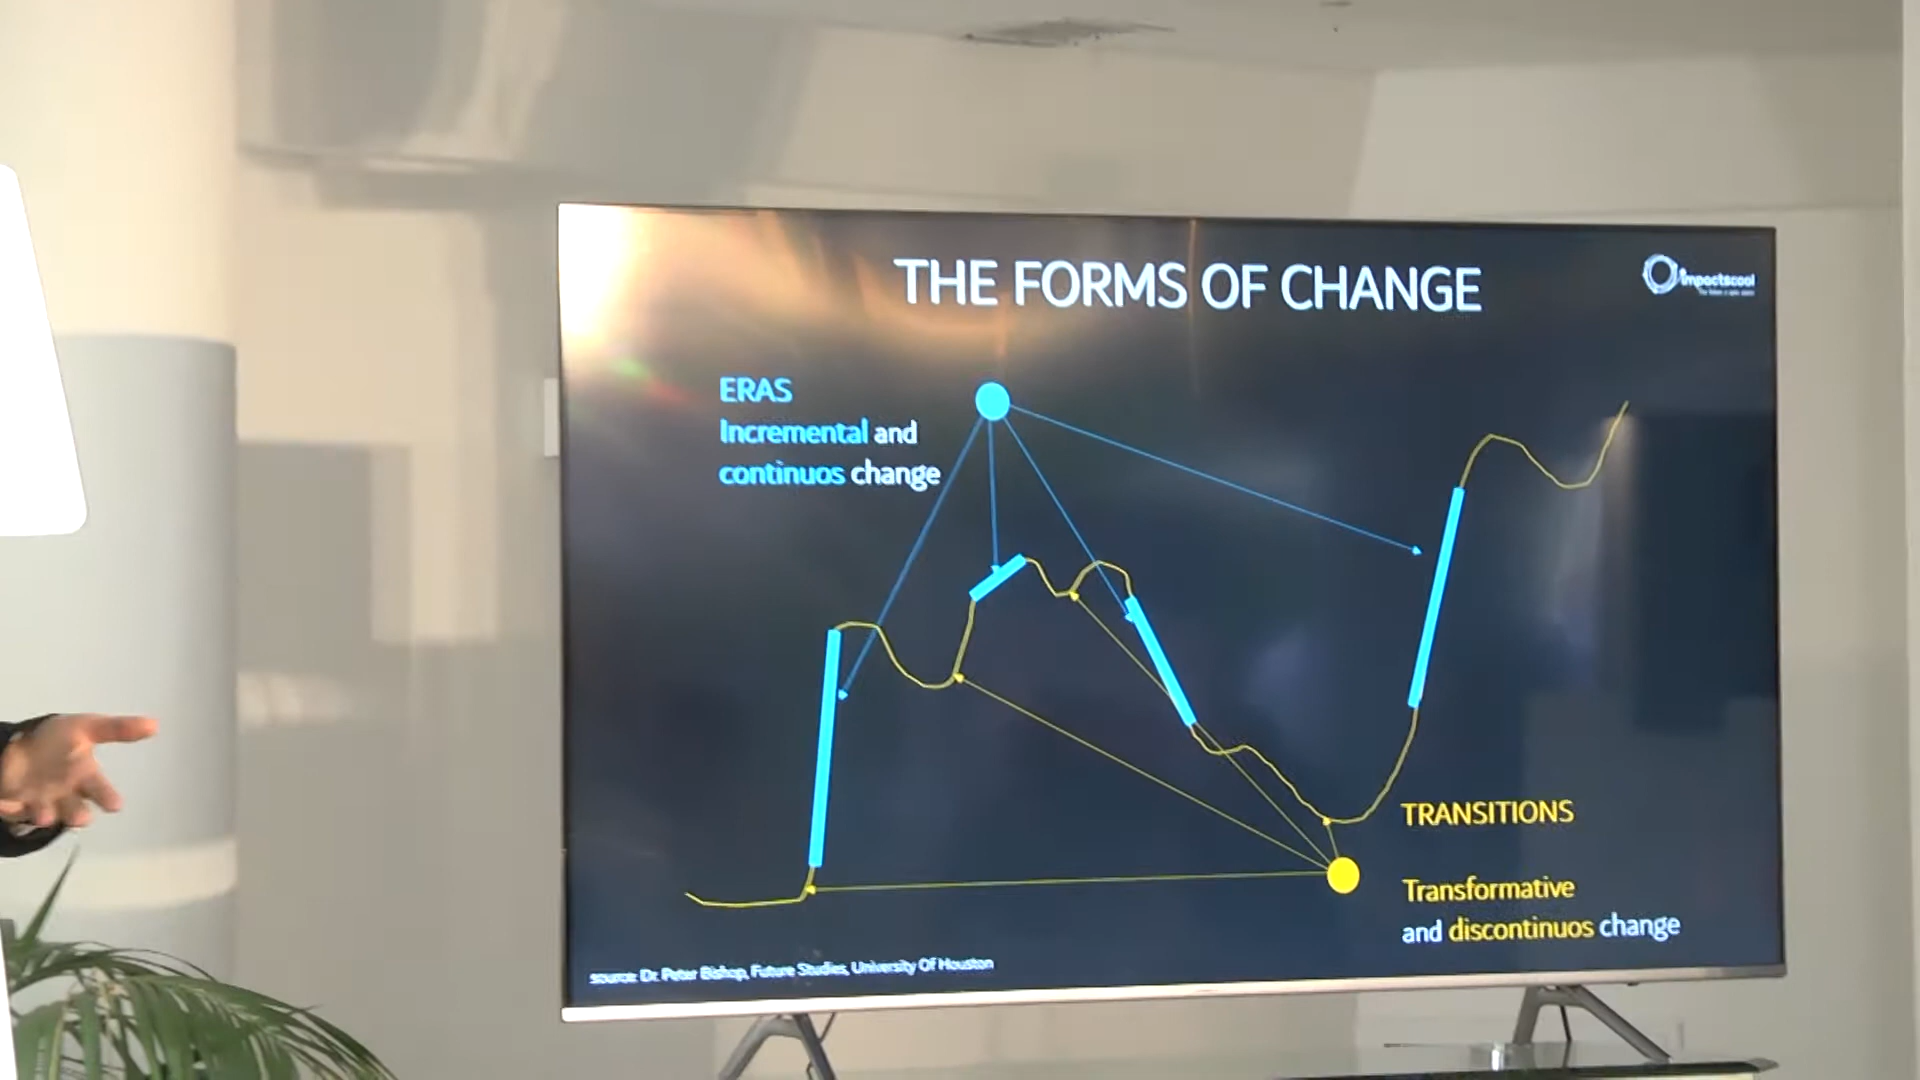 THE FORMS OF CHANGE
impactscool
ERAS
Incremental and
continuos change
TRANSITIONS
Transformative
and discontinuos change
source: Dr. Peter Bishop, Future Studies, University Of Houston